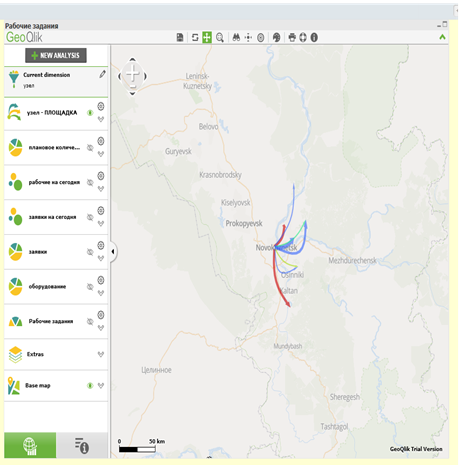 Рабочие задания
GeoQlik
+ NEW ANALYSIS
Current dimension
узел
узел - ПЛОЩАДКА
плановое количе...
рабочие на сегодня
заявки на сегодня
заявки
оборудование
Рабочие задания
Extras
Base map
Leninsk-
Kuznetsky
Belovo
Guryevsk
Krasnobrodsky
Kiselyovsk
Prokopyevsk
Mezhdurechensk
Osinniki
Kaltan
Mundybash
Целинное
Sheregesh
Tashtagol
0 50 km
GeoQlik Trial Version